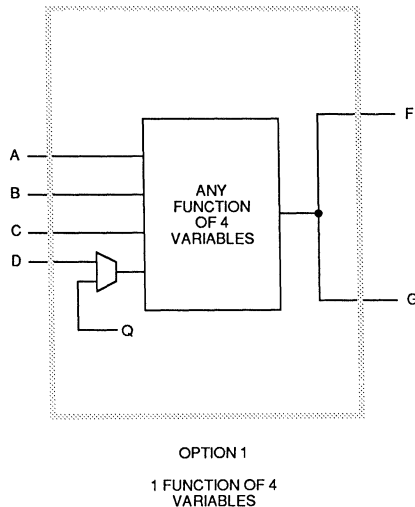 F
A
B
C
D
ANY
FUNCTION
OF 4
VARIABLES
Q
G
OPTION 1
1 FUNCTION OF 4
VARIABLES